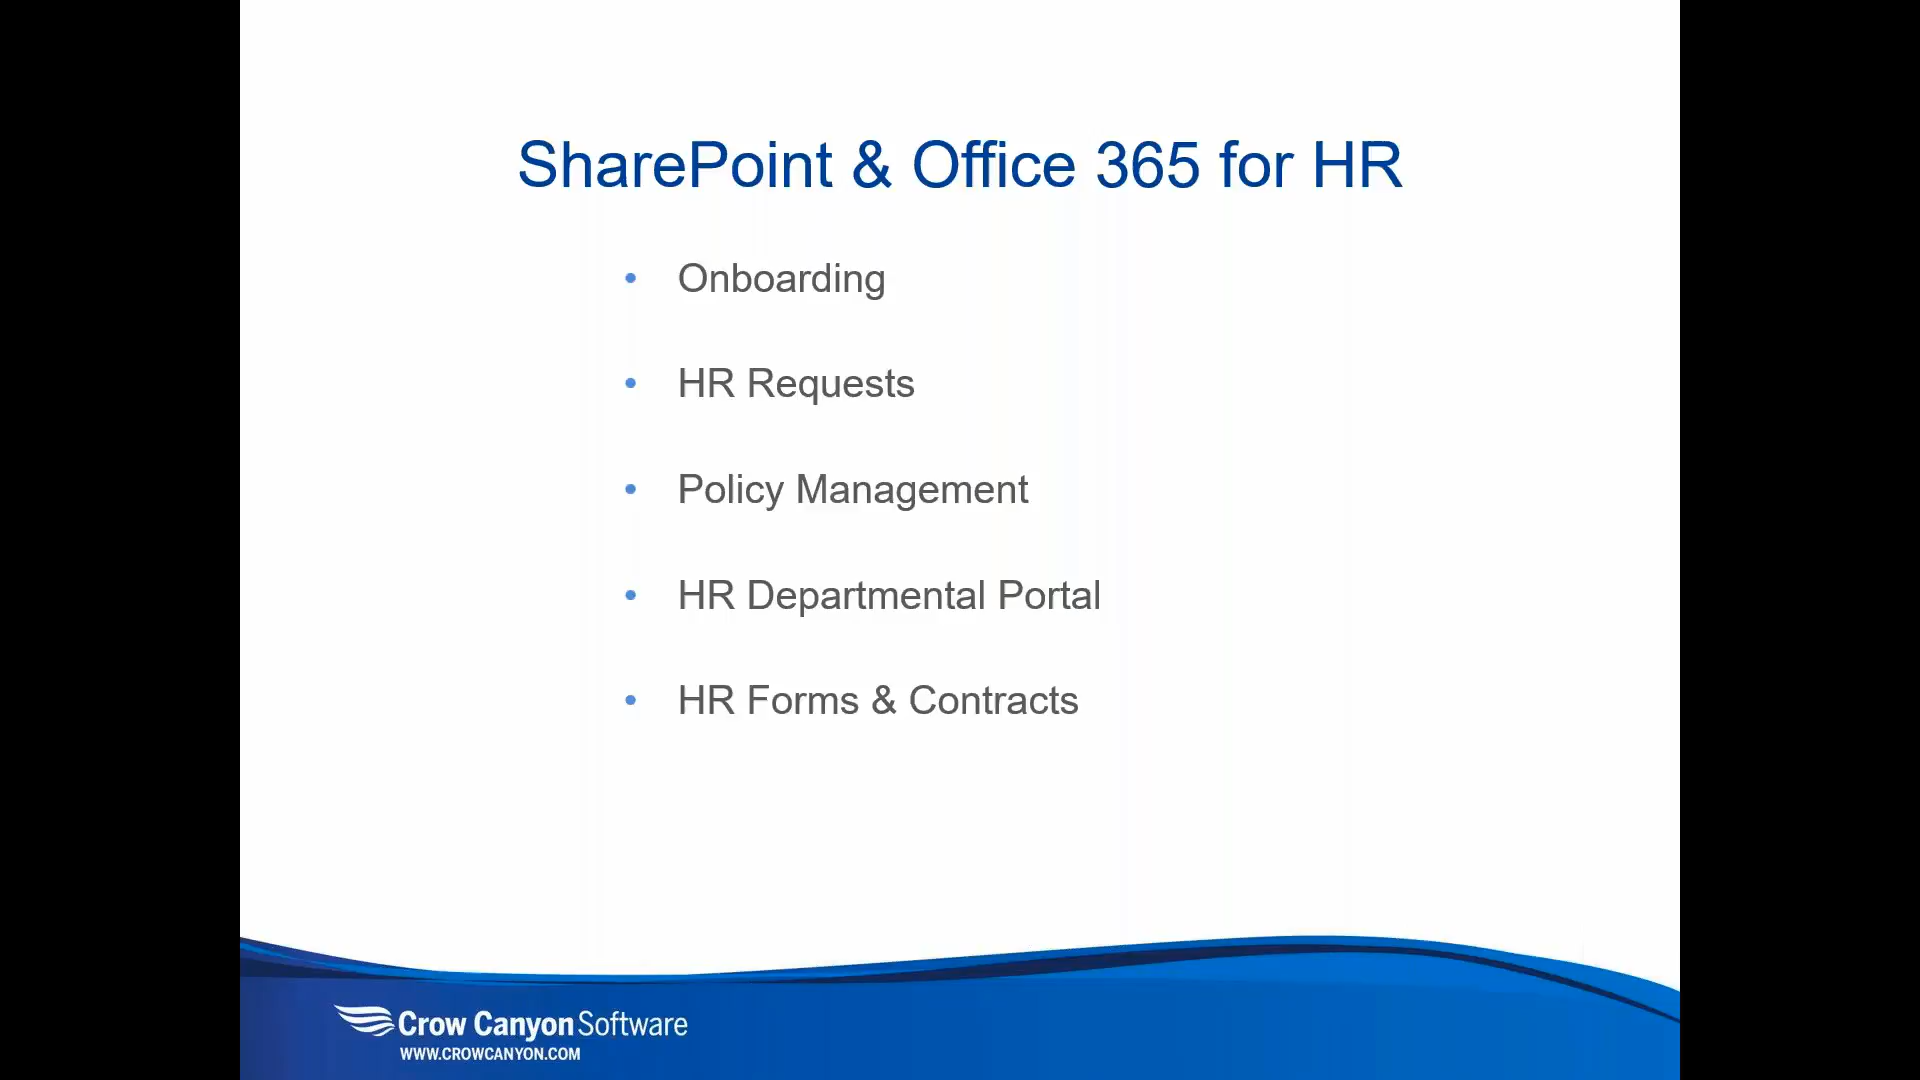 SharePoint & Office 365 for HR
• Onboarding
• HR Requests
• Policy Management
• HR Departmental Portal
• HR Forms & Contracts
Crow Canyon Software
WWW.CROWCANYON.COM